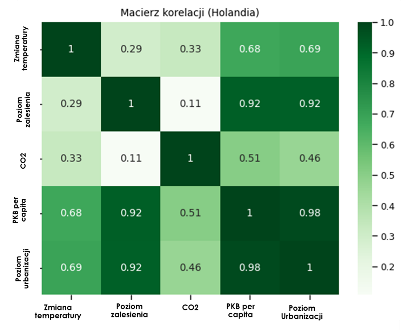 Macierz korelacji (Holandia)
Zmiana
temperatury
1
0.29
0.33
0.68
0.69
Poziom
zalesienia
0.29
1
0.11
0.92
0.92
CO2
0.33
0.11
1
0.51
0.46
PKB per
capita
0.68
0.92
0.51
1
0.98
Poziom
urbanisacji
0.69
0.92
0.46
0.98
1
Zmiana
temperatury
Poziom
zalesienia
CO2
PKB per
capita
Poziom
Urbanizacji
1.0
0.9
0.8
0.7
0.6
0.5
0.4
0.3
0.2